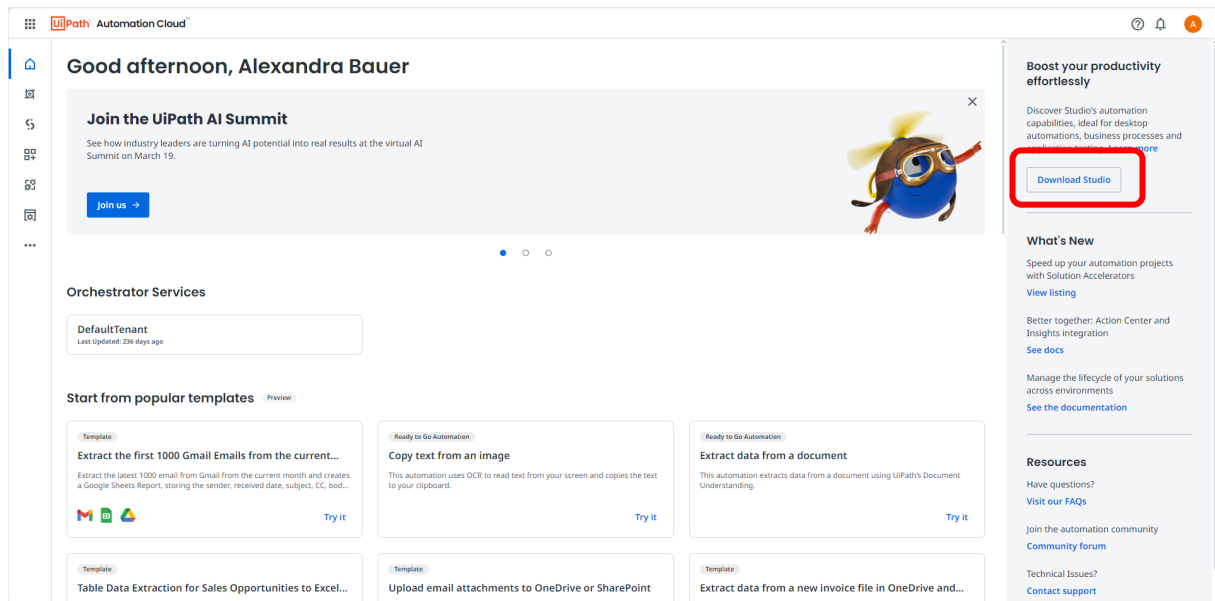 UiPath Automation Cloud™
A
Good afternoon, Alexandra Bauer
Join the UiPath AI Summit
See how industry leaders are turning AI potential into real results at the virtual AI
Summit on March 19.
Join us →
Orchestrator Services
DefaultTenant
Last Updated: 236 days ago
Start from popular templates Preview
Template
Extract the first 1000 Gmail Emails from the current...
Extract the latest 1000 email from Gmail from the current month and creates
a Google Sheets Report, storing the sender, received date, subject, CC, bod...
Try it
Ready to Go Automation
Copy text from an image
This automation uses OCR to read text from your screen and copies the text
to your clipboard.
Try it
Ready to Go Automation
Extract data from a document
This automation extracts data from a document using UiPath's Document
Understanding.
Try it
Template
Table Data Extraction for Sales Opportunities to Excel...
Template
Upload email attachments to OneDrive or SharePoint
Template
Extract data from a new invoice file in OneDrive and...
Boost your productivity
effortlessly
Discover Studio's automation
capabilities, ideal for desktop
automations, business processes and
application testing. Learn more
Download Studio
What's New
Speed up your automation projects
with Solution Accelerators
View listing
Better together: Action Center and
Insights integration
See docs
Manage the lifecycle of your solutions
across environments
See the documentation
Resources
Have questions?
Visit our FAQs
Join the automation community
Community forum
Technical Issues?
Contact support